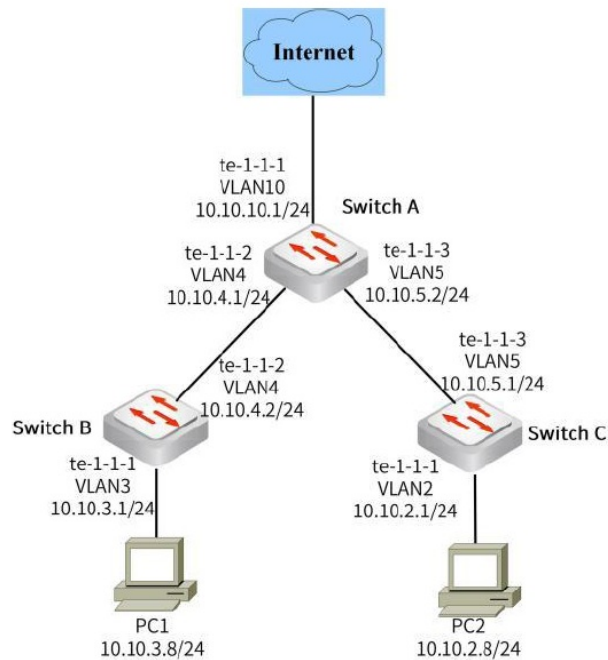 Internet
te-1-1-1
VLAN10
10.10.10.1/24
Switch A
te-1-1-2
VLAN4
10.10.4.1/24
te-1-1-3
VLAN5
10.10.5.2/24
te-1-1-2
VLAN4
10.10.4.2/24
te-1-1-3
VLAN5
10.10.5.1/24
Switch B
Switch C
te-1-1-1
VLAN3
10.10.3.1/24
te-1-1-1
VLAN2
10.10.2.1/24
PC1
10.10.3.8/24
PC2
10.10.2.8/24